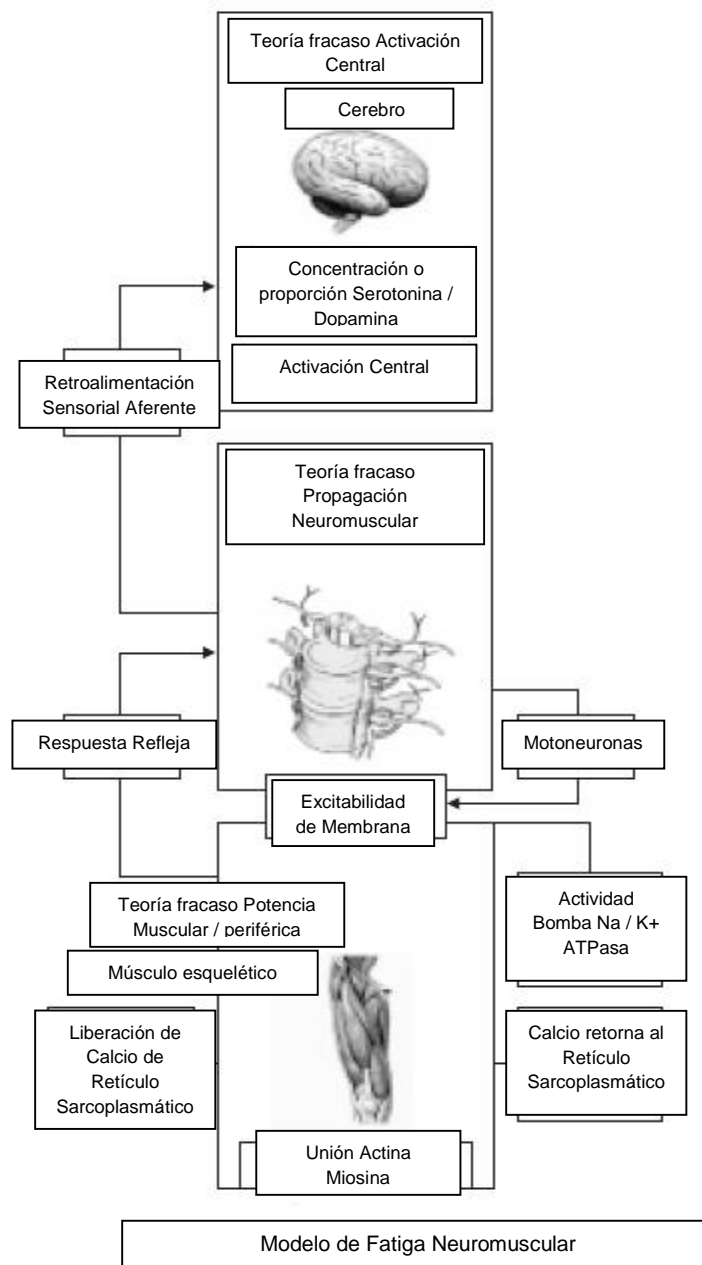 Teoría fracaso Activación
Central
Cerebro
Concentración o
proporción Serotonina /
Dopamina
Activación Central
Retroalimentación
Sensorial Aferente
Teoría fracaso
Propagación
Neuromuscular
Respuesta Refleja
Motoneuronas
Excitabilidad
de Membrana
Teoría fracaso Potencia
Muscular / periférica
Músculo esquelético
Actividad
Bomba Na / K+
ATPasa
Liberación de
Calcio de
Retículo
Sarcoplasmático
Calcio retorna al
Retículo
Sarcoplasmático
Unión Actina
Miosina
Modelo de Fatiga Neuromuscular